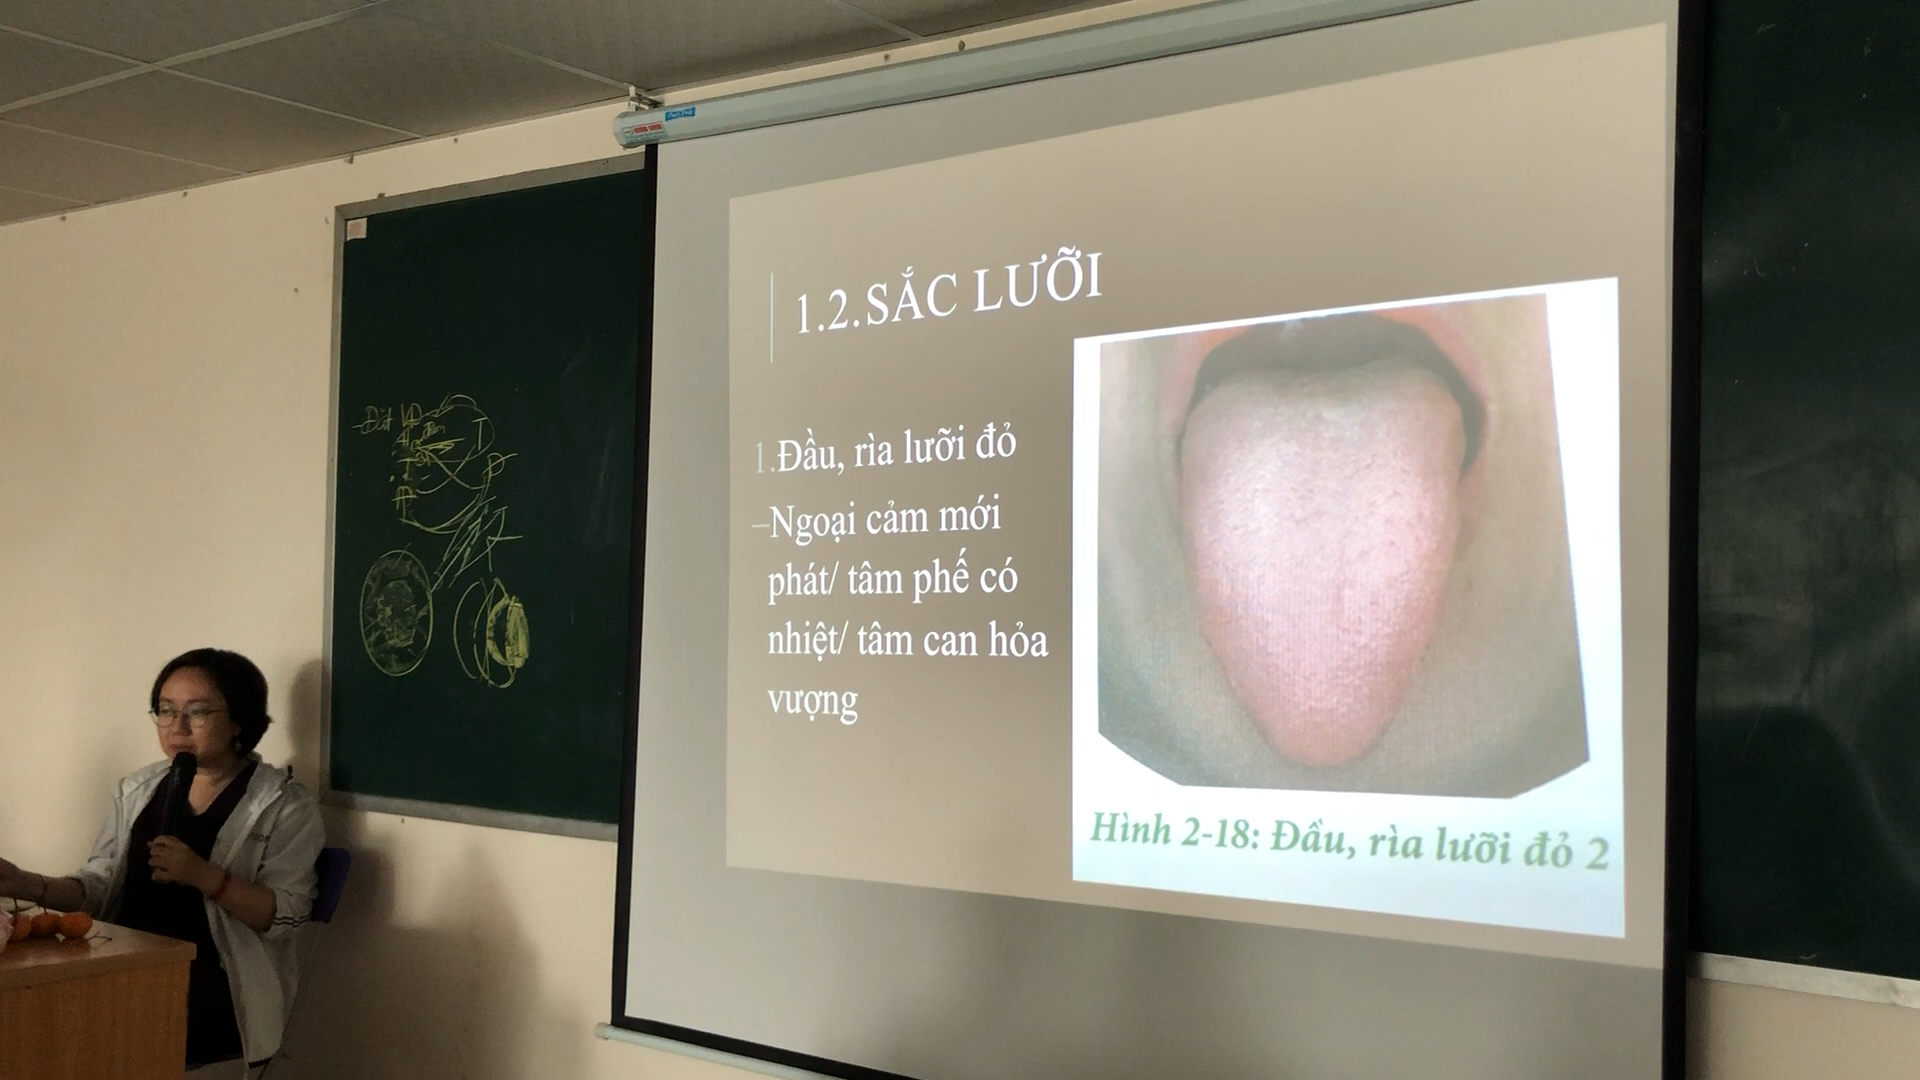 1.2.SẮC LƯỠI
1.Đầu, rìa lưỡi đỏ
–Ngoại cảm mới
phát/ tâm phế có
nhiệt/ tâm can hỏa
vượng
Hình 2-18: Đầu, rìa lưỡi đỏ 2